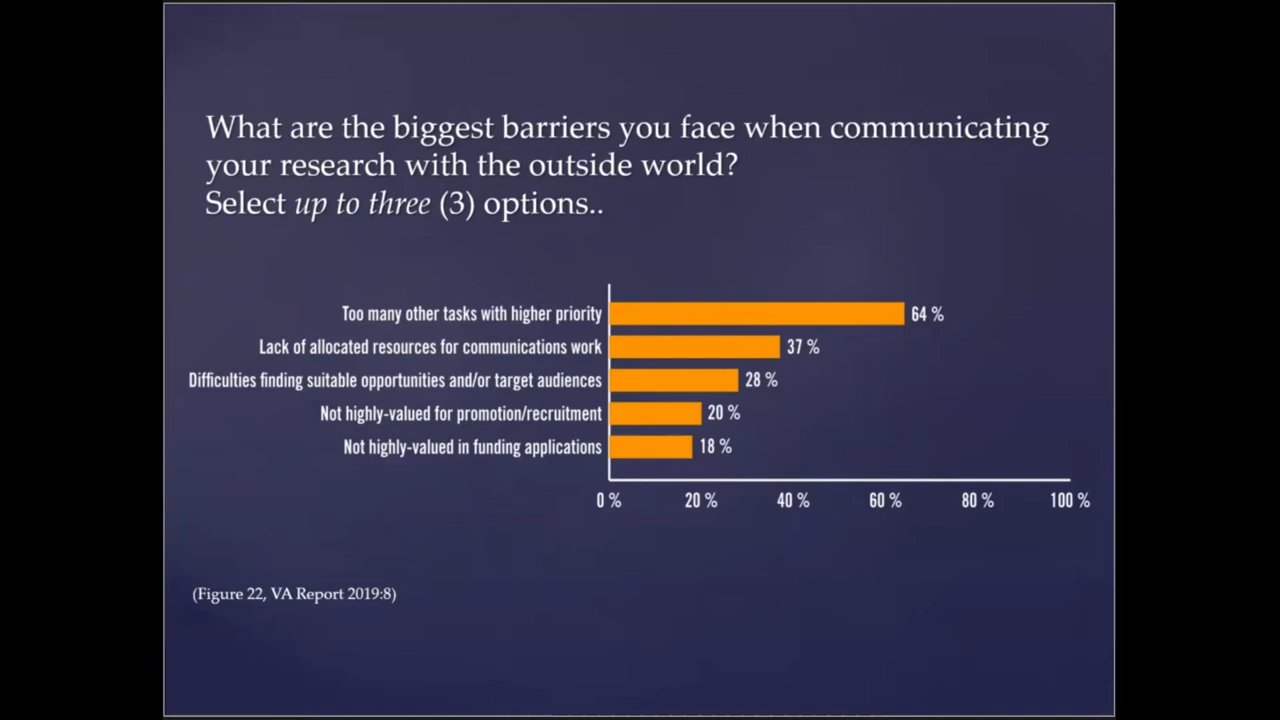 What are the biggest barriers you face when communicating
your research with the outside world?
Select up to three (3) options..
Too many other tasks with higher priority 64 %
Lack of allocated resources for communications work 37 %
Difficulties finding suitable opportunities and/or target audiences 28 %
Not highly-valued for promotion/recruitment 20 %
Not highly-valued in funding applications 18 %
0 % 20 % 40 % 60 % 80 % 100 %
(Figure 22, VA Report 2019:8)